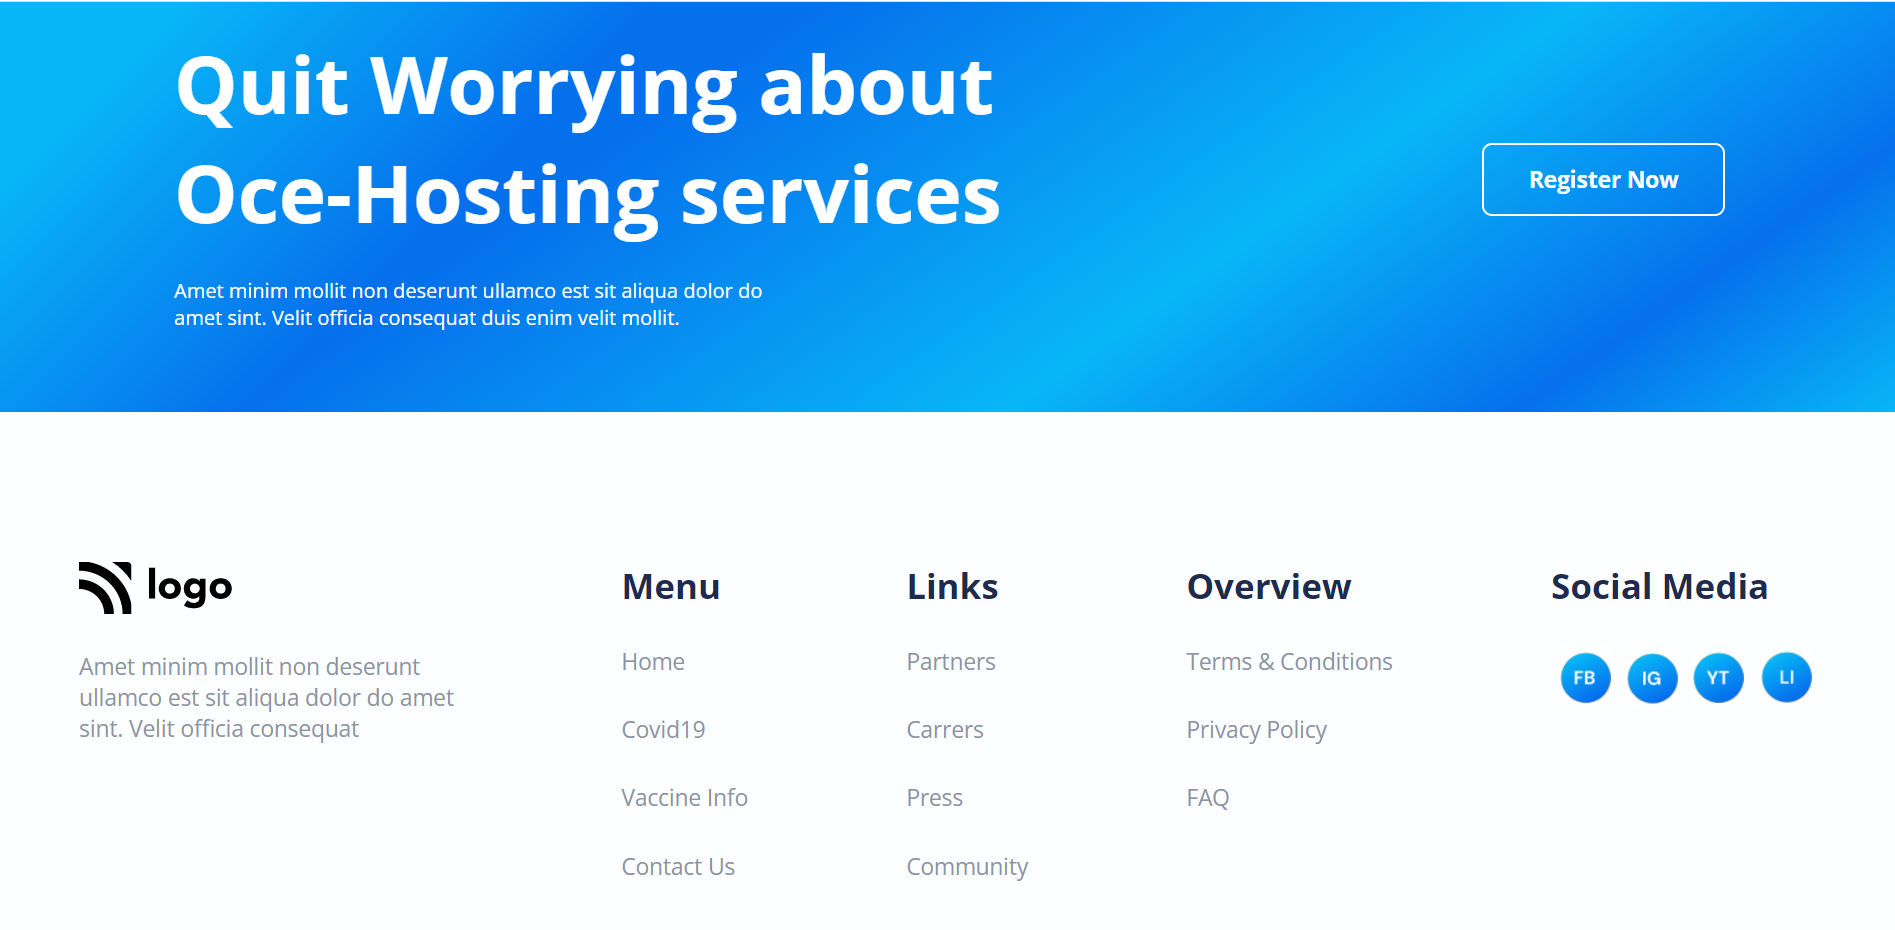 Quit Worrying about
Oce-Hosting services
Amet minim mollit non deserunt ullamco est sit aliqua dolor do
amet sint. Velit officia consequat duis enim velit mollit.
Register Now
logo
Amet minim mollit non deserunt
ullamco est sit aliqua dolor do amet
sint. Velit officia consequat
Menu
Home
Covid19
Vaccine Info
Contact Us
Links
Partners
Carrers
Press
Community
Overview
Terms & Conditions
Privacy Policy
FAQ
Social Media
FB IG YT LI